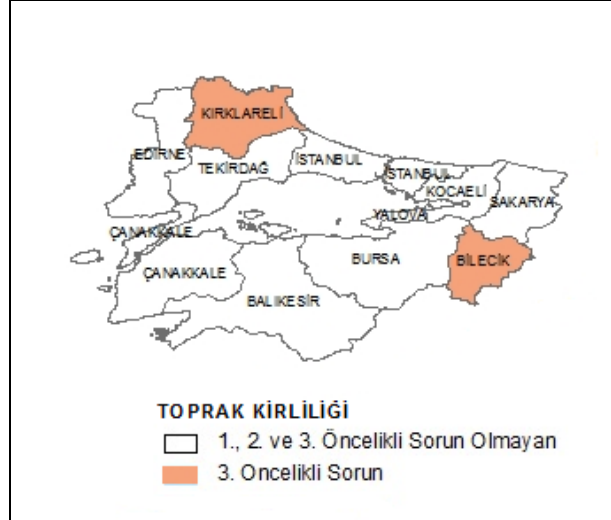 KIRKLARELİ
EDİRNE
TEKİRDAĞ
İSTANBUL
İSTANBUL
KOCAELİ
SAKARYA
YALOVA
ÇANAKKALE
ÇANAKKALE
BURSA
BİLECİK
BALIKESİR
TOPRAK KİRLİLİĞİ
1., 2. ve 3. Öncelikli Sorun Olmayan
3. Oncelikli Sorun